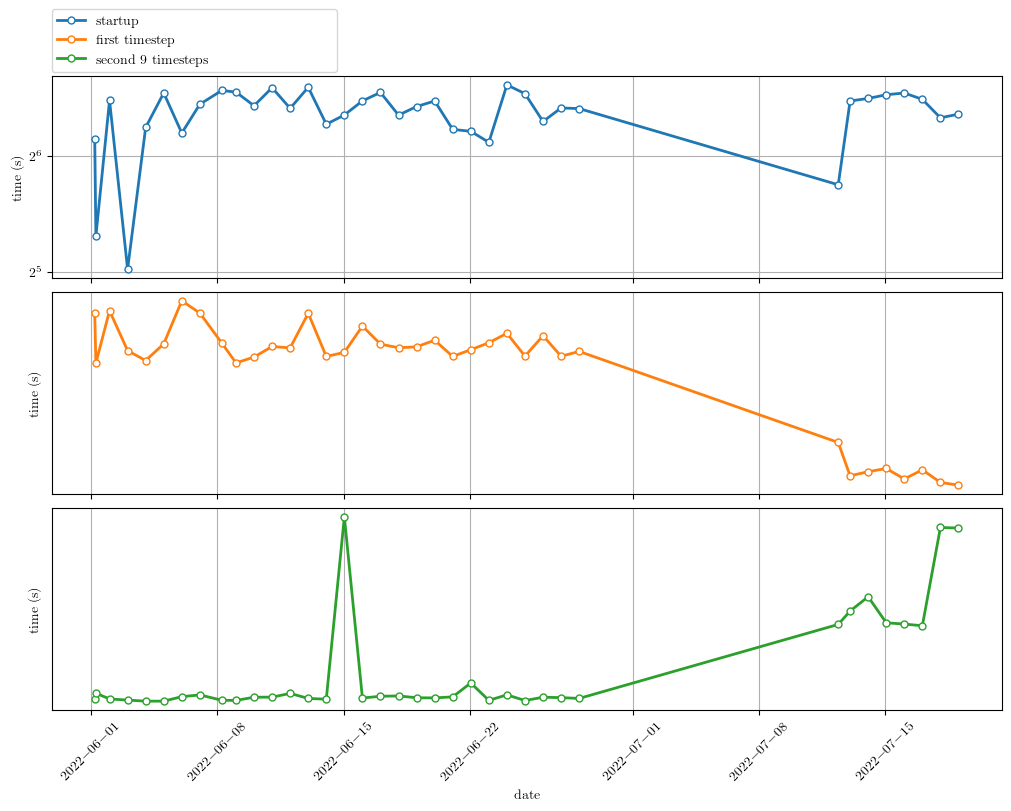 startup
first timestep
second 9 timesteps
time (s)
2^6
2^5
time (s)
time (s)
2022−06−01
2022−06−08
2022−06−15
2022−06−22
2022−07−01
2022−07−08
2022−07−15
date